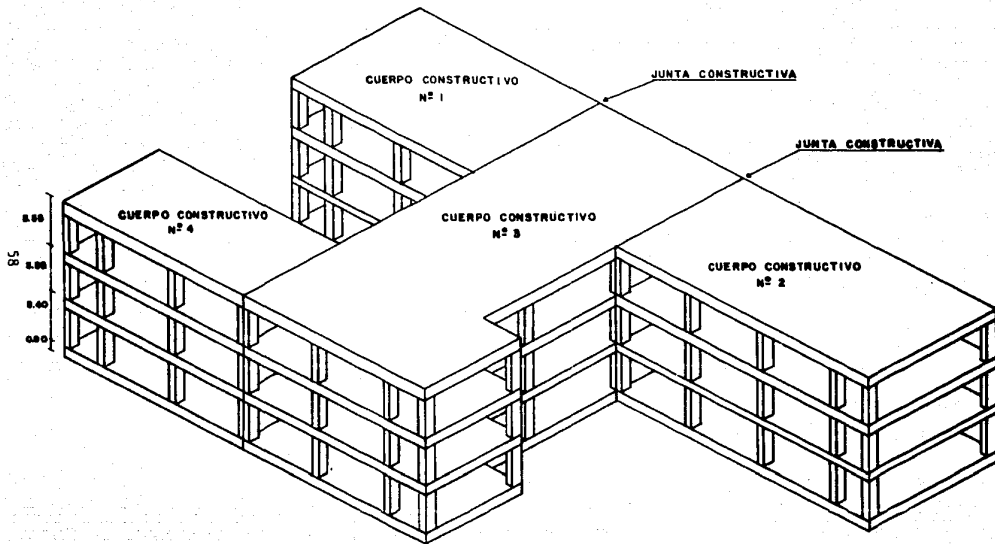 CUERPO CONSTRUCTIVO
Nº 1
JUNTA CONSTRUCTIVA
JUNTA CONSTRUCTIVA
CUERPO CONSTRUCTIVO
Nº 4
CUERPO CONSTRUCTIVO
Nº 3
CUERPO CONSTRUCTIVO
Nº 2
58